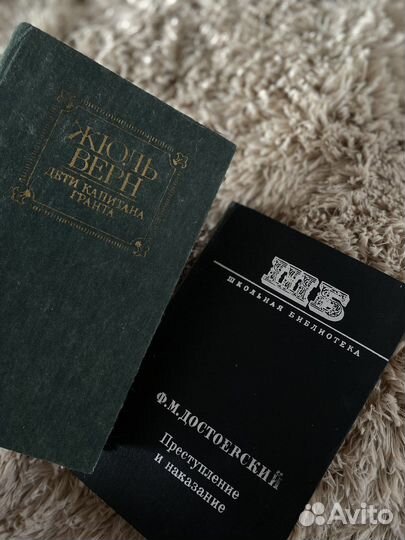 ЖЮЛЬ
ВЕРН
ДЕТИ КАПИТАНА
ГРАНТА
ШБ
ШКОЛЬНАЯ БИБЛИОТЕКА
Ф.М.ДОСТОЕВСКИЙ
Преступление
и наказание
Avito